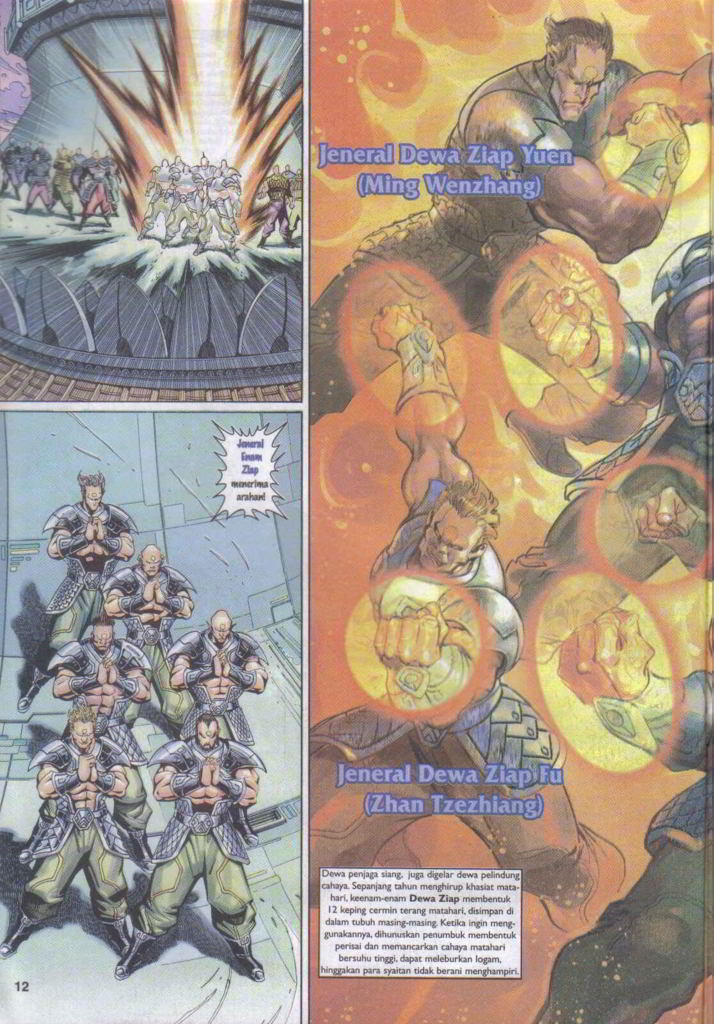 Jeneral
Enam
Ziap
menerima
arahan!
12
Jeneral Dewa Ziap Yuen
(Ming Wenzhang)
Jeneral Dewa Ziap Fu
(Zhan Tzezhiang)
Dewa penjaga siang, juga digelar dewa pelindung
cahaya. Sepanjang tahun menghirup khasiat mata-
hari, keenam-enam Dewa Ziap membentuk
12 keping cermin terang matahari, disimpan di
dalam tubuh masing-masing. Ketika ingin meng-
gunakannya, dihunuskan penumbuk membentuk
perisai dan memancarkan cahaya matahari
bersuhu tinggi, dapat meleburkan logam,
hinggakan para syaitan tidak berani menghampiri.